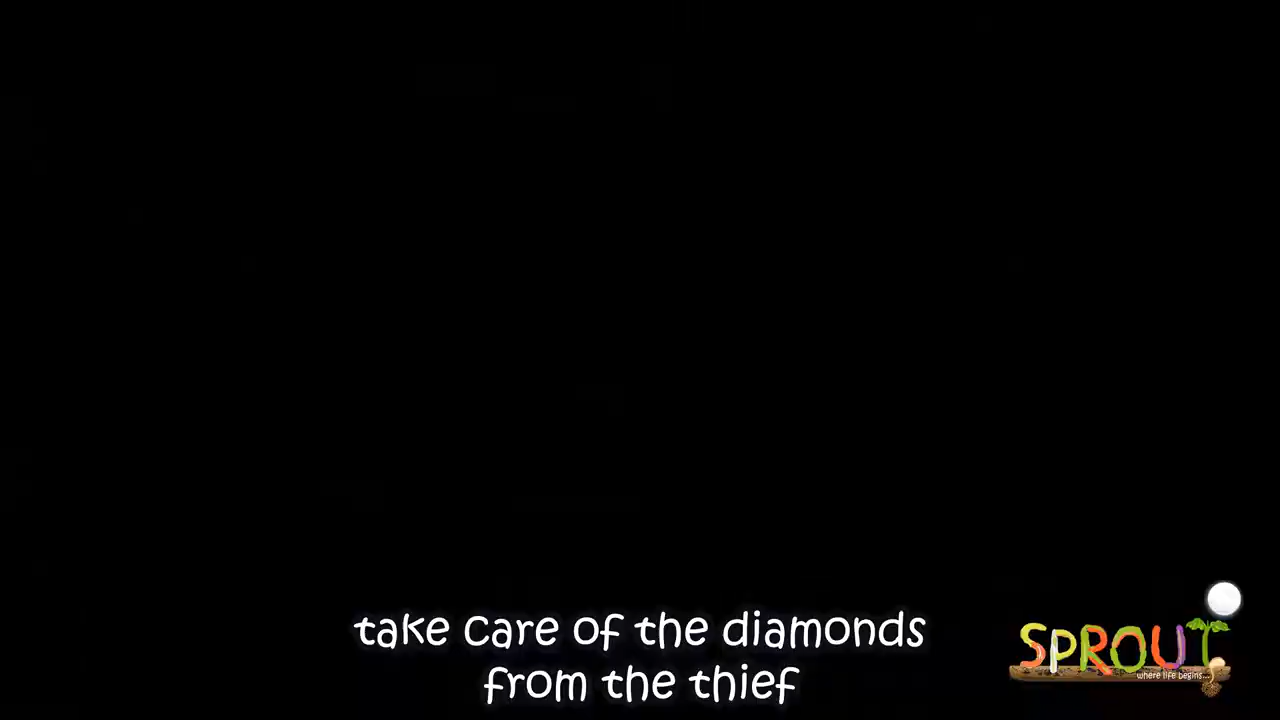 take care of the diamonds
from the thief
SPROUT
where life begins...